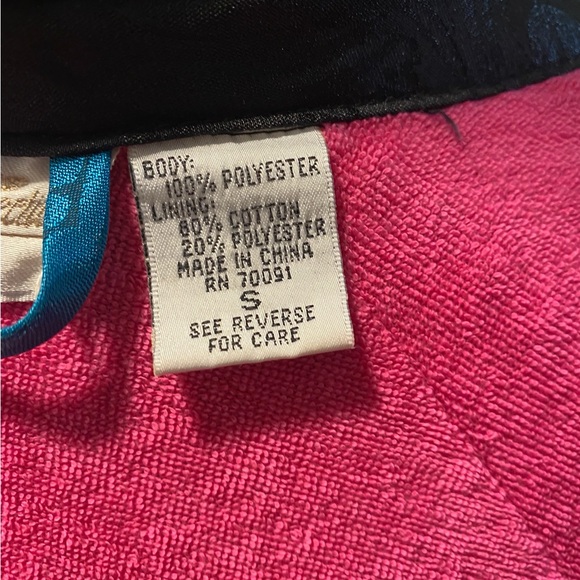 BODY:
100% POLYESTER
LINING:
80% COTTON
20% POLYESTER
MADE IN CHINA
RN 70091
S
SEE REVERSE
FOR CARE